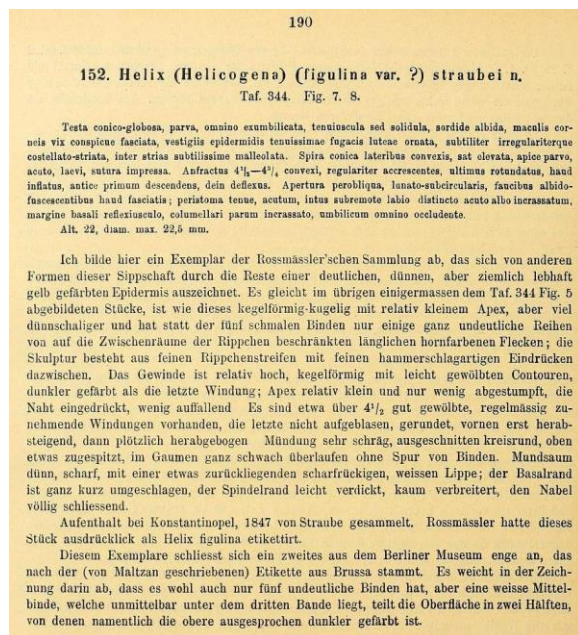 190
152. Helix (Helicogena) (figulina var. ?) straubei n.
Taf. 344. Fig. 7. 8.
Testa conico-globosa, parva, omnino exumbilicata, tenuiuscula sed solidula, sordide albida, maculis cor-
neis vix conspicue fasciata, vestigiis epidermidis tenuissimae fugacis luteae ornata, subtiliter irregulariterque
costellato-striata, inter strias subtilissime malleolata. Spira conica lateribus convexis, sat elevata, apice parvo,
acuto, laevi, sutura impressa. Anfractus 4½—4¾ convexi, regulariter accrescentes, ultimus rotundatus, haud
inflatus, antice primum descendens, dein deflexus. Apertura perobliqua, lunato-subcircularis, faucibus albido-
fuscescentibus haud fasciatis; peristoma tenue, acutum, intus subremote labio distincto acuto albo incrassatum,
margine basali reflexiusculo, columellari parum incrassato, umbilicum omnino occludente.
Alt. 22, diam. max. 22,5 mm.
Ich bilde hier ein Exemplar der Rossmässler'schen Sammlung ab, das sich von anderen
Formen dieser Sippschaft durch die Reste einer deutlichen, dünnen, aber ziemlich lebhaft
gelb gefärbten Epidermis auszeichnet. Es gleicht im übrigen einigermassen dem Taf. 344 Fig. 5
abgebildeten Stücke, ist wie dieses kegelförmig-kugelig mit relativ kleinem Apex, aber viel
dünnschaliger und hat statt der fünf schmalen Binden nur einige ganz undeutliche Reihen
von auf die Zwischenräume der Rippchen beschränkten länglichen hornfarbenen Flecken; die
Skulptur besteht aus feinen Rippchenstreifen mit feinen hammerschlagartigen Eindrücken
dazwischen. Das Gewinde ist relativ hoch, kegelförmig mit leicht gewölbten Contouren,
dunkler gefärbt als die letzte Windung; Apex relativ klein und nur wenig abgestumpft, die
Naht eingedrückt, wenig auffallend Es sind etwa über 4½ gut gewölbte, regelmässig zu-
nehmende Windungen vorhanden, die letzte nicht aufgeblasen, gerundet, vornen erst herab-
steigend, dann plötzlich herabgebogen Mündung sehr schräg, ausgeschnitten kreisrund, oben
etwas zugespitzt, im Gaumen ganz schwach überlaufen ohne Spur von Binden. Mundsaum
dünn, scharf, mit einer etwas zurückliegenden scharfrückigen, weissen Lippe; der Basalrand
ist ganz kurz umgeschlagen, der Spindelrand leicht verdickt, kaum verbreitert, den Nabel
völlig schliessend.
Aufenthalt bei Konstantinopel, 1847 von Straube gesammelt. Rossmässler hatte dieses
Stück ausdrücklich als Helix figulina etikettirt.
Diesem Exemplare schliesst sich ein zweites aus dem Berliner Museum enge an, das
nach der (von Maltzan geschriebenen) Etikette aus Brussa stammt. Es weicht in der Zeich-
nung darin ab, dass es wohl auch nur fünf undeutliche Binden hat, aber eine weisse Mittel-
binde, welche unmittelbar unter dem dritten Bande liegt, teilt die Oberfläche in zwei Hälften,
von denen namentlich die obere ausgesprochen dunkler gefärbt ist.